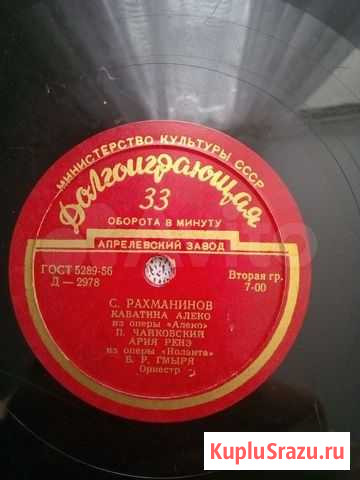 МИНИСТЕРСТВО КУЛЬТУРЫ СССР
Долгоиграющая
33
ОБОРОТА В МИНУТУ
АПРЕЛЕВСКИЙ ЗАВОД
ГОСТ 5289-56
Д — 2978
Вторая гр.
7-00
С. РАХМАНИНОВ
КАВАТИНА АЛЕКО
из оперы «Алеко»
П. ЧАЙКОВСКИЙ
АРИЯ РЕНЭ
из оперы «Иоланта»
Б. Р. ГМЫРЯ
Оркестр
Avito
KupluSrazu.ru